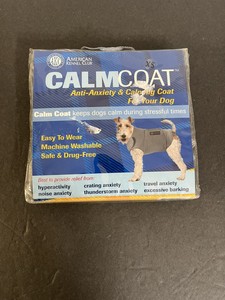 AMERICAN
KENNEL CLUB
CALMCOAT™
Anti-Anxiety & Calming Coat
For Your Dog
Calm Coat keeps dogs calm during stressful times
Easy To Wear
Machine Washable
Safe & Drug-Free
hyperactivity crating anxiety travel anxiety
noise anxiety thunderstorm anxiety excessive barking